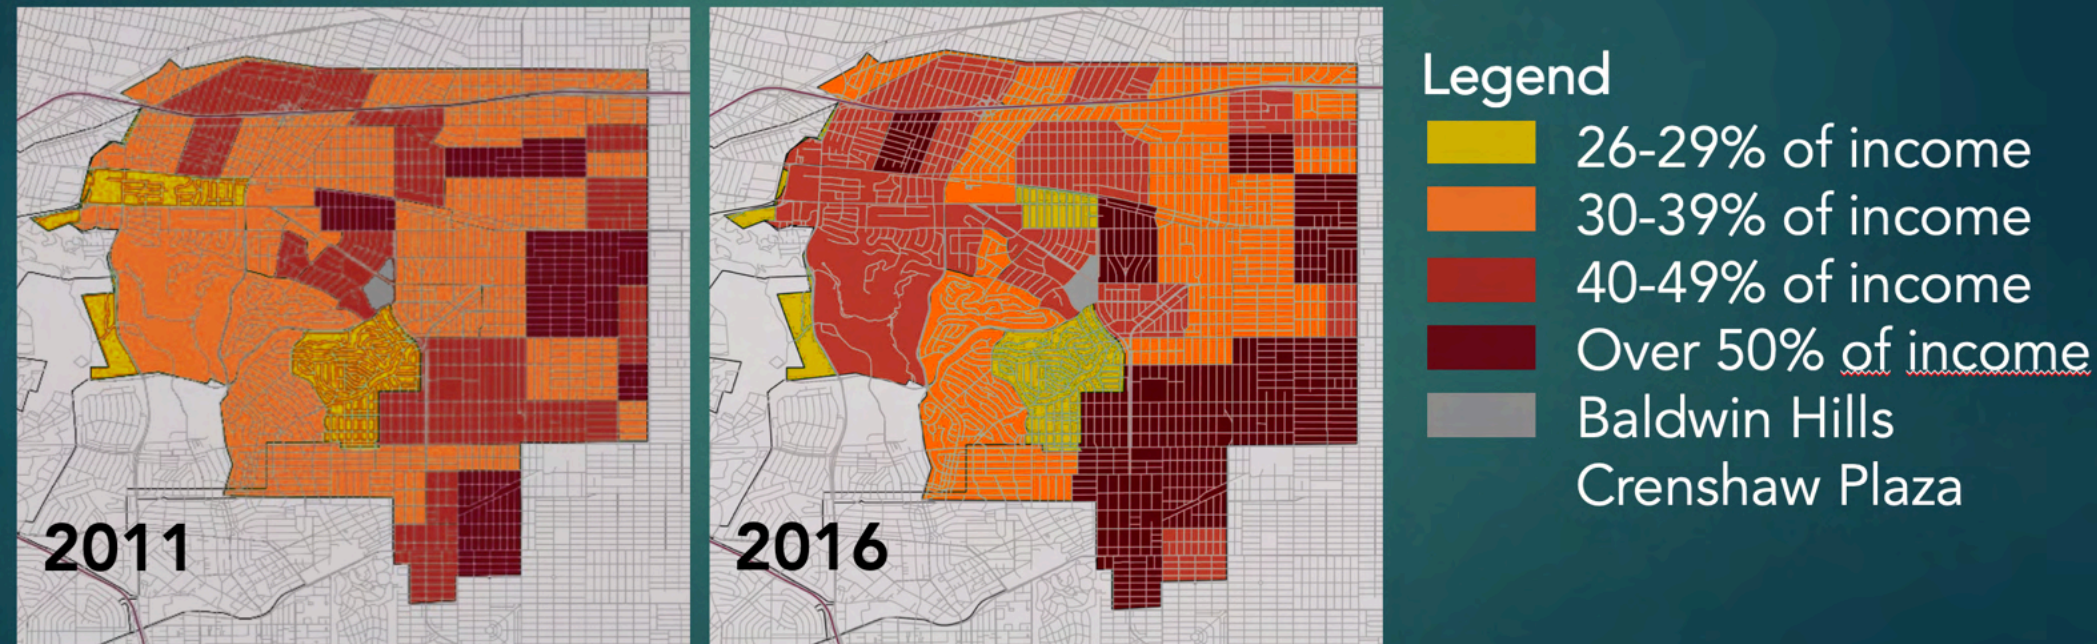 2011
2016
Legend
26-29% of income
30-39% of income
40-49% of income
Over 50% of income
Baldwin Hills
Crenshaw Plaza